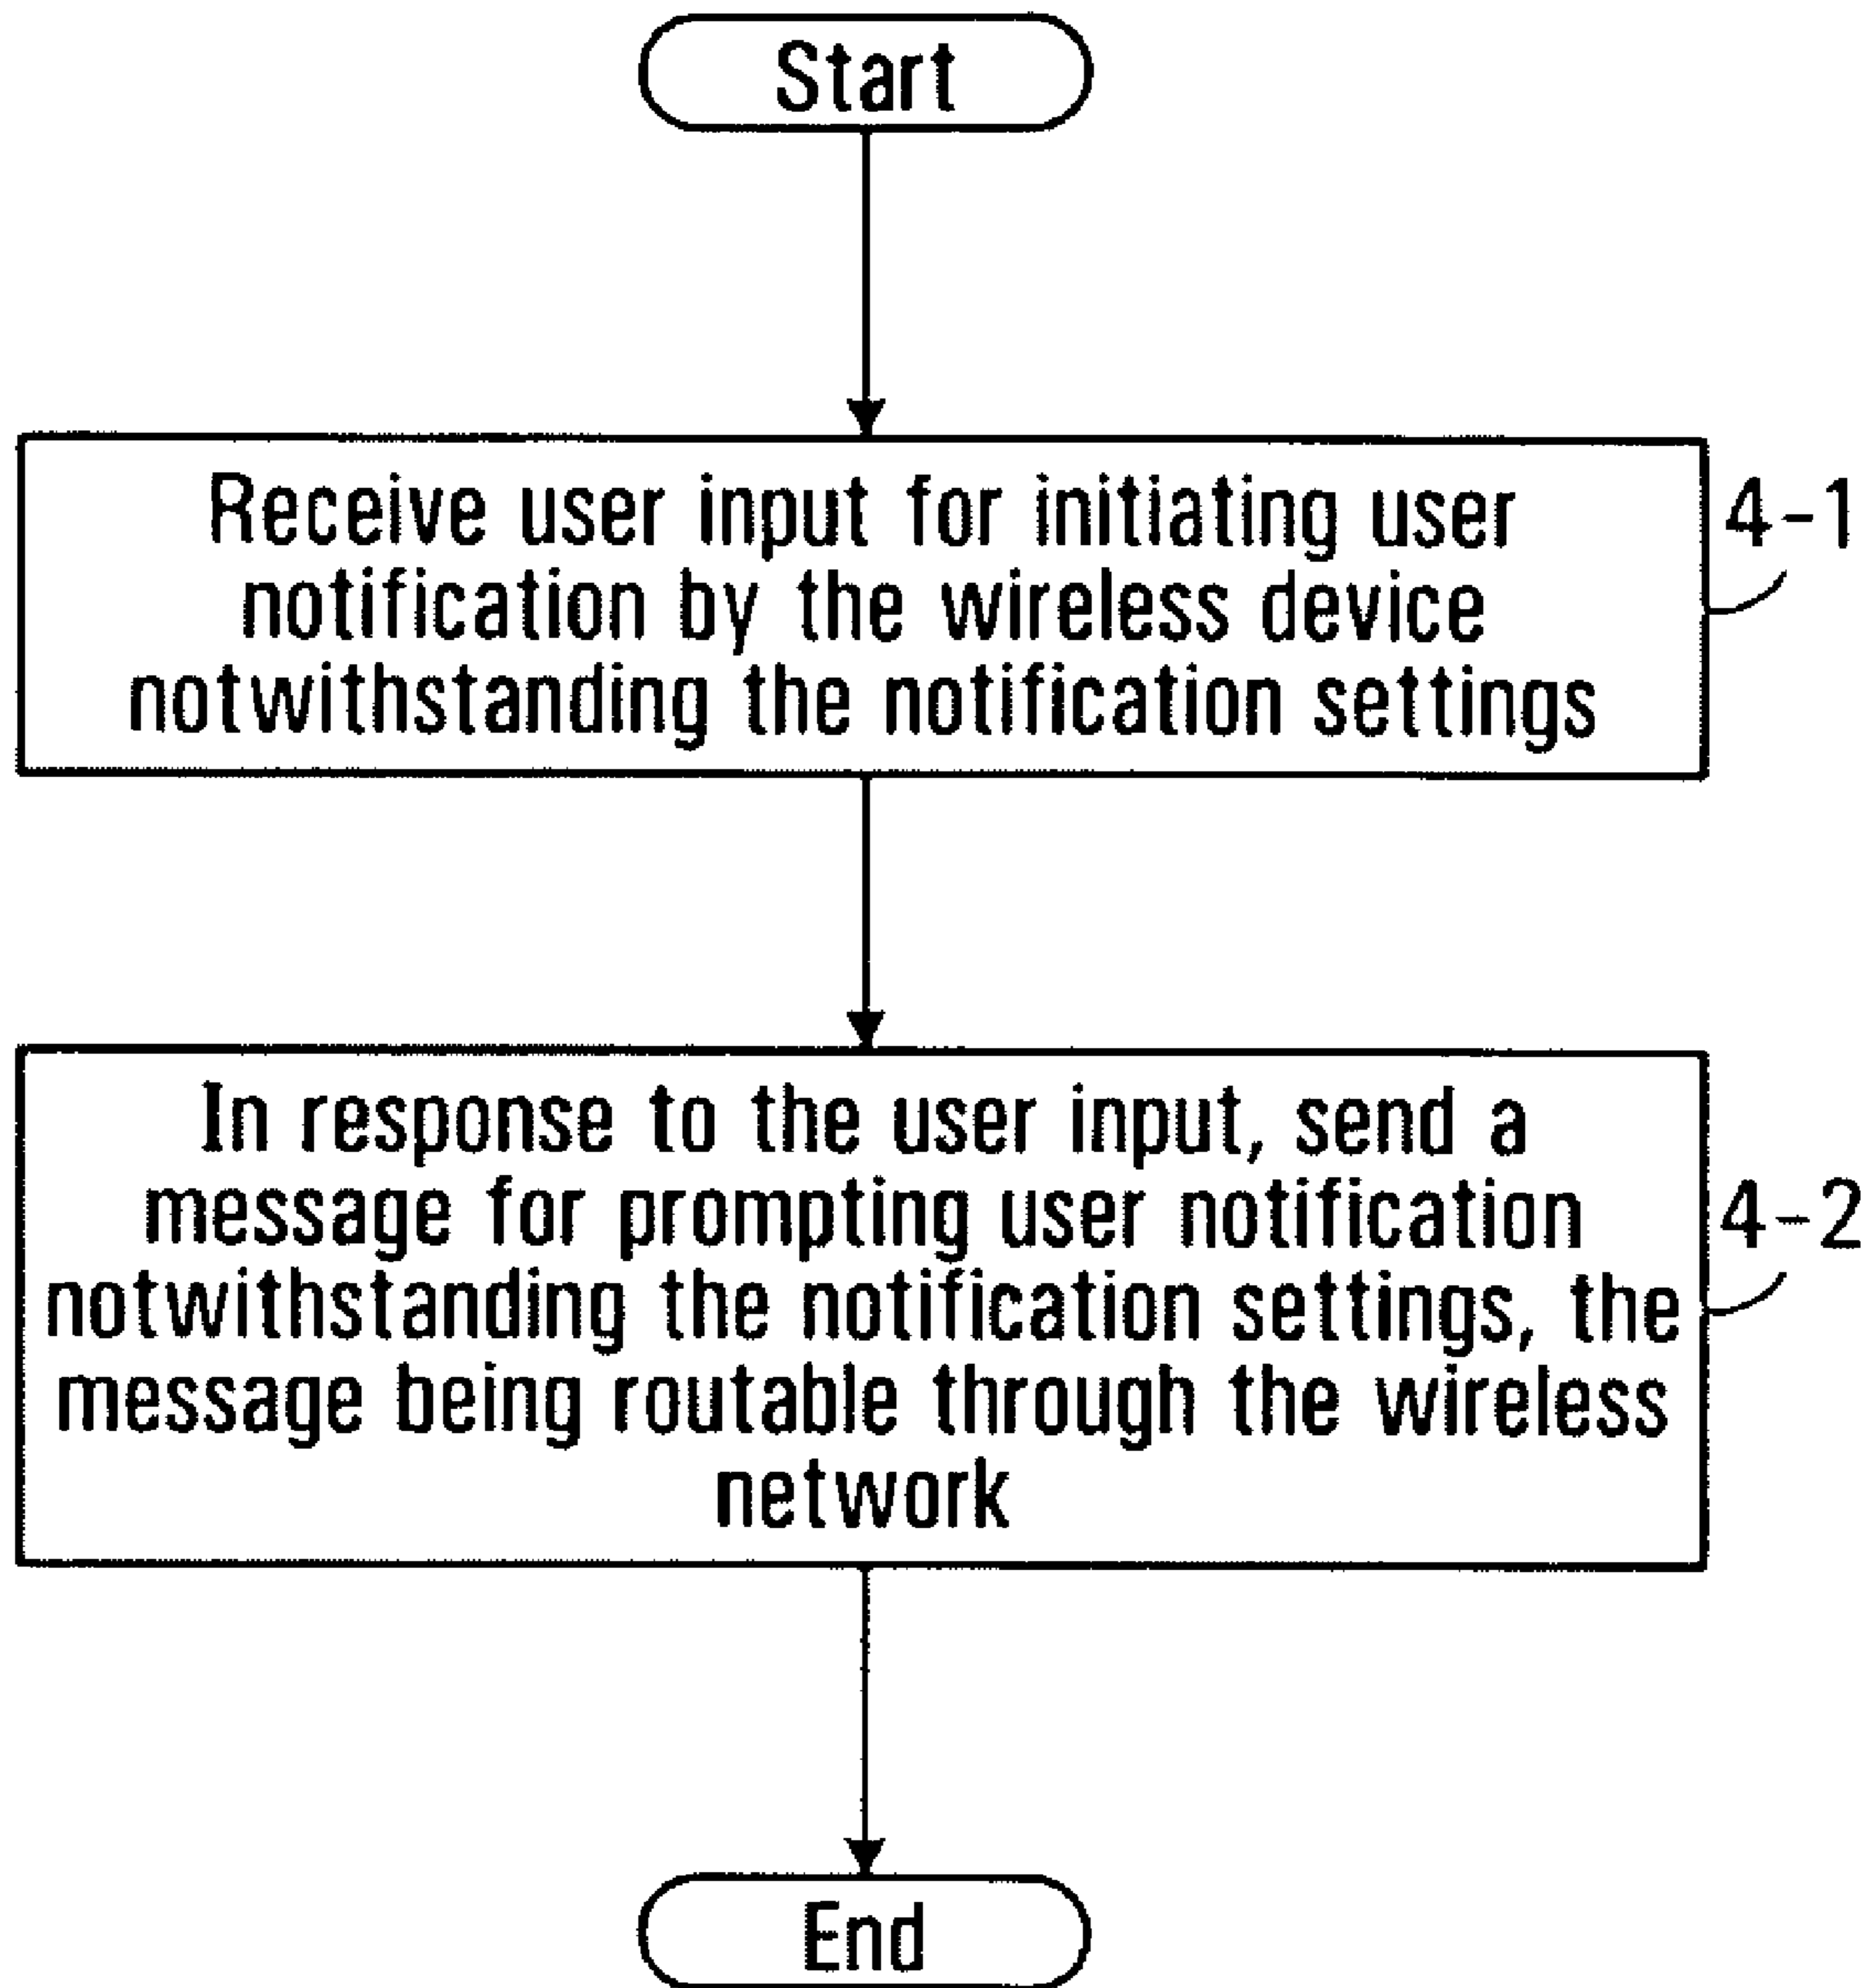 Start
Receive user input for initiating user
notification by the wireless device
notwithstanding the notification settings
4-1
In response to the user input, send a
message for prompting user notification
notwithstanding the notification settings, the
message being routable through the wireless
network
4-2
End